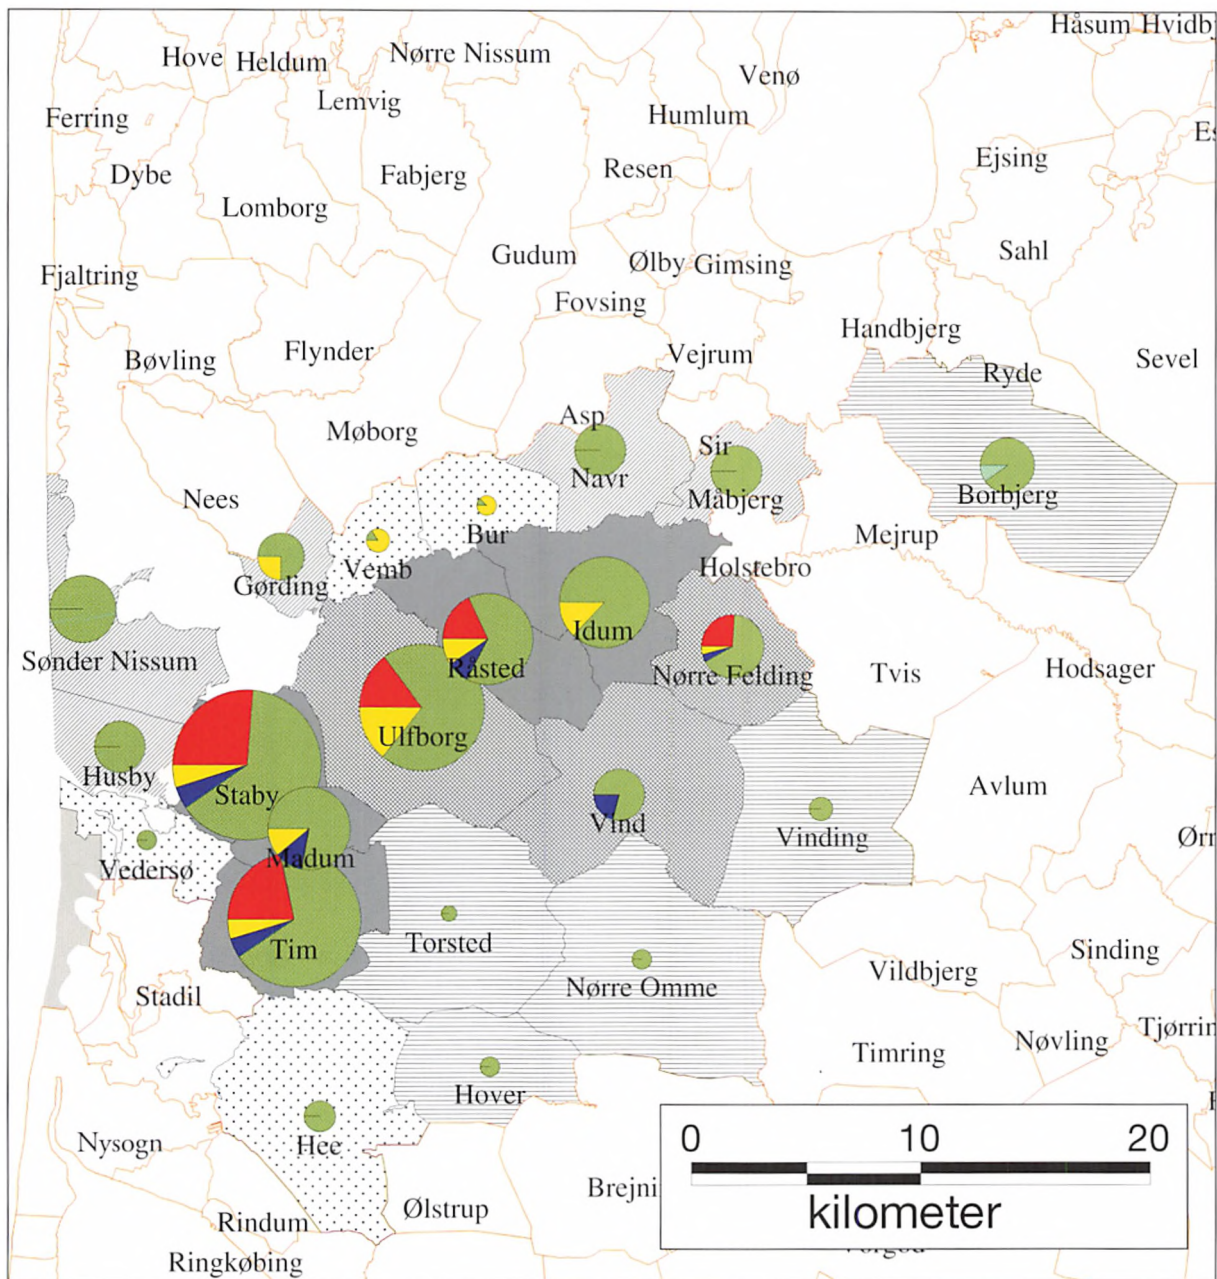 Håsum Hvidb
Hove
Heldum
Nørre Nissum
Venø
Lemvig
Humlum
Ferring
Ejsing
Dybe
Fabjerg
Resen
Lomborg
Gudum
Ølby
Gimsing
Sahl
Fjaltring
Fovsing
Handbjerg
Bøvling
Flynder
Vejrum
Sevel
Ryde
Asp
Møborg
Sir
Navr
Nees
Måbjerg
Borbjerg
Bur
Mejrup
Vemb
Holstebro
Gørding
Idum
Sønder Nissum
Råsted
Nørre Felding
Tvis
Hodsager
Ulfborg
Husby
Staby
Vind
Vinding
Avlum
Ørr
Madum
Vedersø
Tim
Torsted
Sinding
Nørre Omme
Vildbjerg
Stadil
Tjørrin
Timring
Nøvling
Hover
Nysogn
Hee
0 10 20
kilometer
Brejni
Rindum
Ølstrup
Ringkøbing